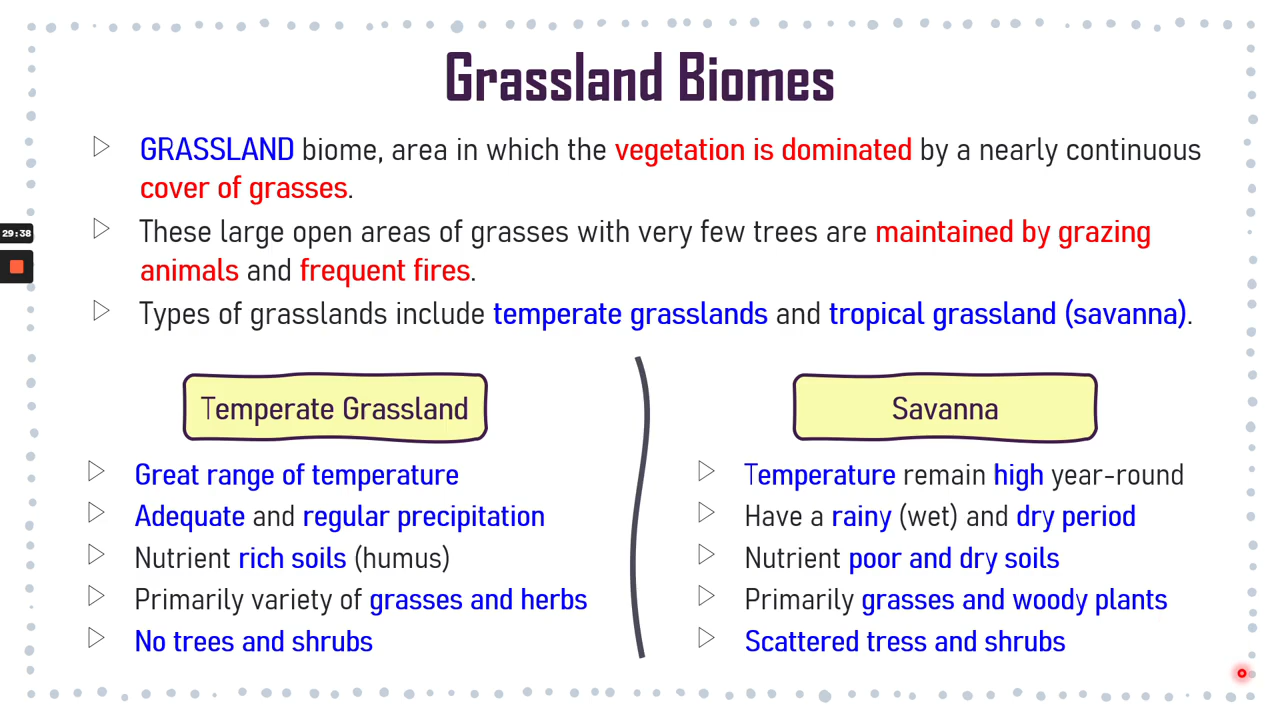 Grassland Biomes
GRASSLAND biome, area in which the vegetation is dominated by a nearly continuous
cover of grasses.
These large open areas of grasses with very few trees are maintained by grazing
animals and frequent fires.
Types of grasslands include temperate grasslands and tropical grassland (savanna).
29:38
Temperate Grassland
Great range of temperature
Adequate and regular precipitation
Nutrient rich soils (humus)
Primarily variety of grasses and herbs
No trees and shrubs
Savanna
Temperature remain high year-round
Have a rainy (wet) and dry period
Nutrient poor and dry soils
Primarily grasses and woody plants
Scattered tress and shrubs